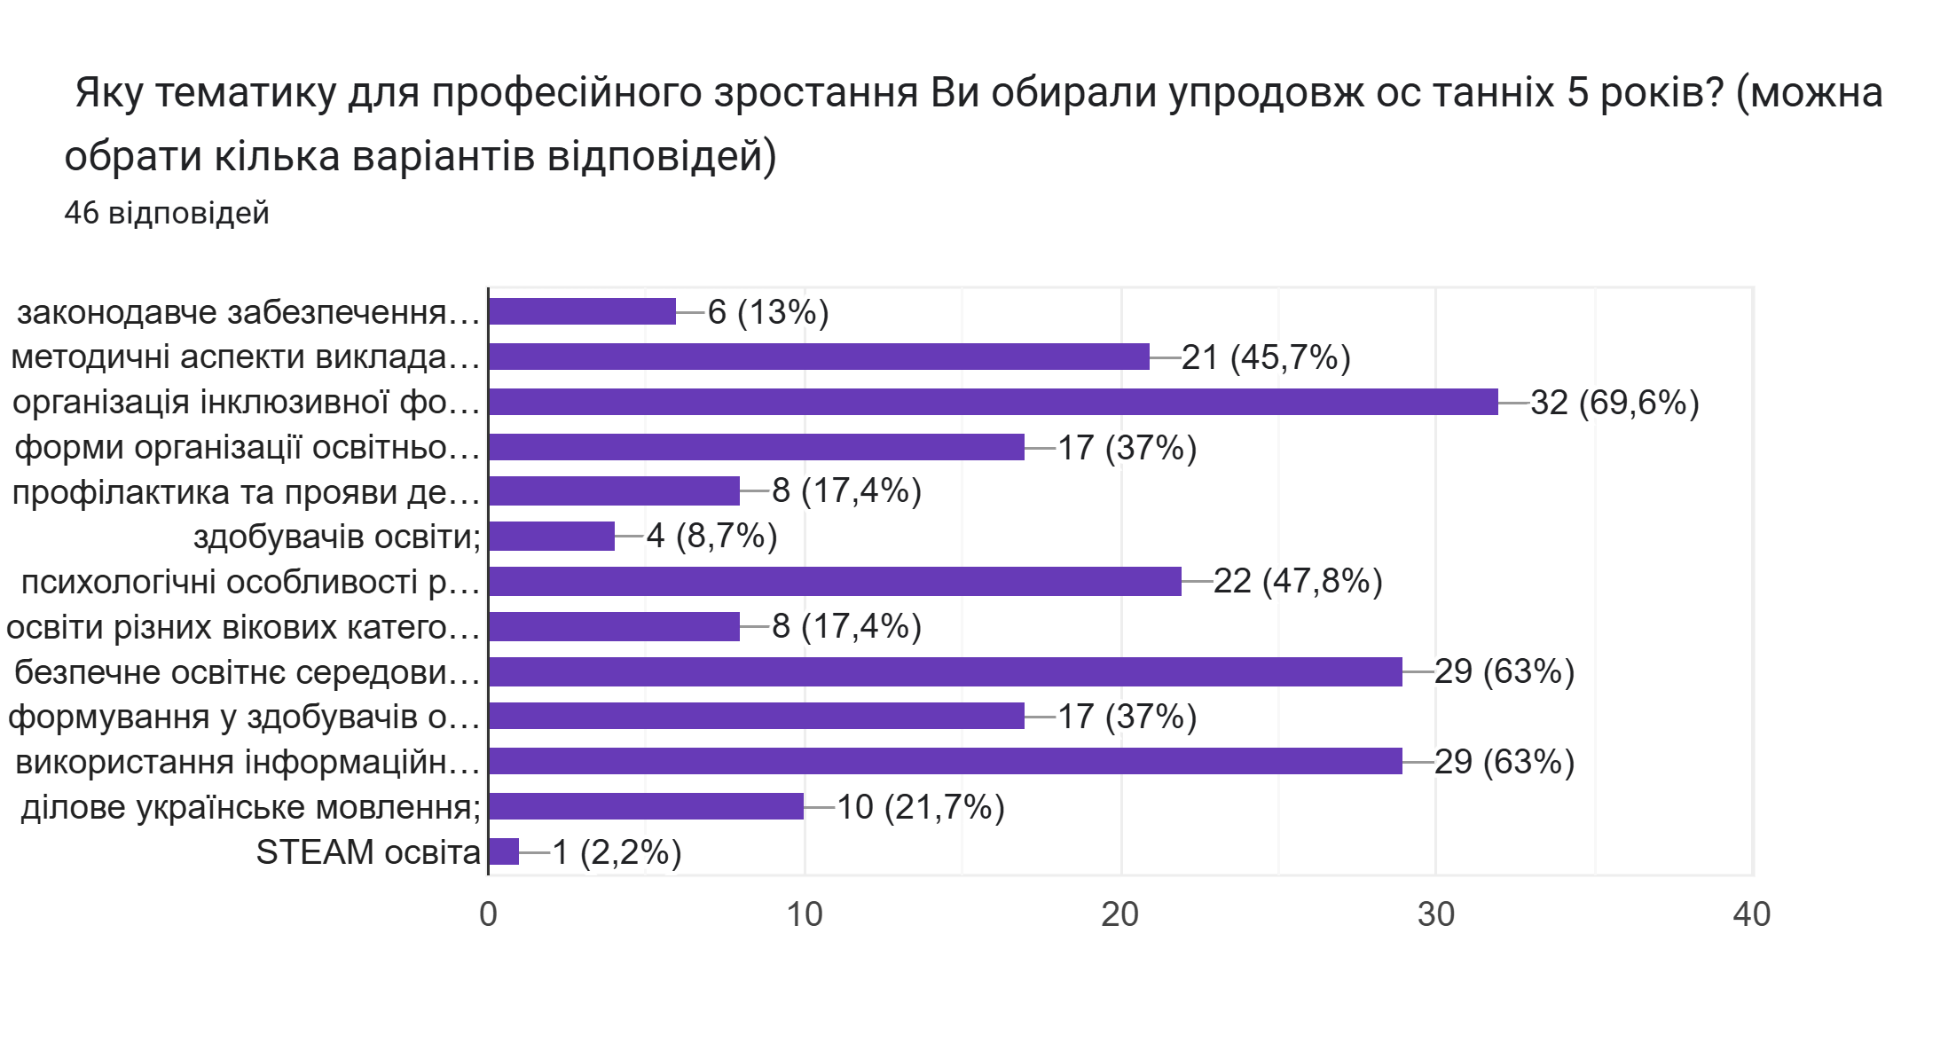 Яку тематику для професійного зростання Ви обирали упродовж ос танніх 5 років? (можна
обрати кілька варіантів відповідей)
46 відповідей
законодавче забезпечення… 6 (13%)
методичні аспекти виклада… 21 (45,7%)
організація інклюзивної фо… 32 (69,6%)
форми організації освітньо… 17 (37%)
профілактика та прояви де… 8 (17,4%)
здобувачів освіти; 4 (8,7%)
психологічні особливості р… 22 (47,8%)
освіти різних вікових катего… 8 (17,4%)
безпечне освітнє середови… 29 (63%)
формування у здобувачів о… 17 (37%)
використання інформаційн… 29 (63%)
ділове українське мовлення; 10 (21,7%)
STEAM освіта 1 (2,2%)
0 10 20 30 40